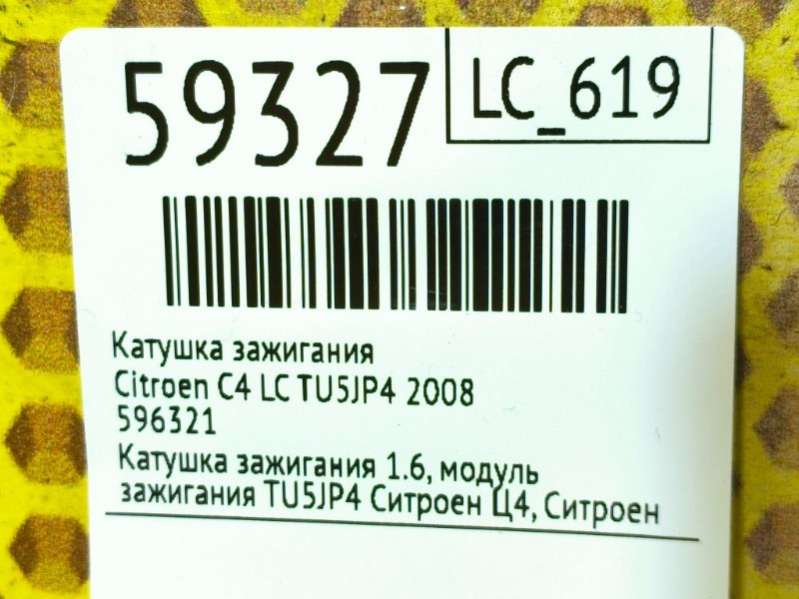 59327
LC_619
Катушка зажигания
Citroen C4 LC TU5JP4 2008
596321
Катушка зажигания 1.6, модуль
зажигания TU5JP4 Ситроен Ц4, Ситроен